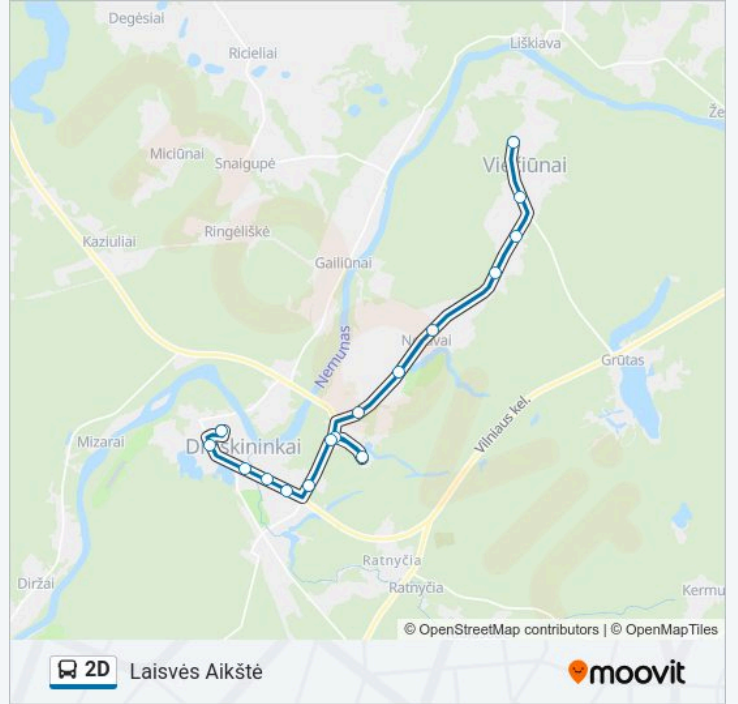 Degėsiai
Ricieliai
Liškiava
Miciūnai
Snaigupė
Kaziuliai
Ringėliškė
Gailiūnai
Nemunas
Grūtas
Vilniaus kel.
Mizarai
Ratnyčia
Ratnyčia
Diržai
© OpenStreetMap contributors | © OpenMapTiles
2D Laisvės Aikštė
moovit